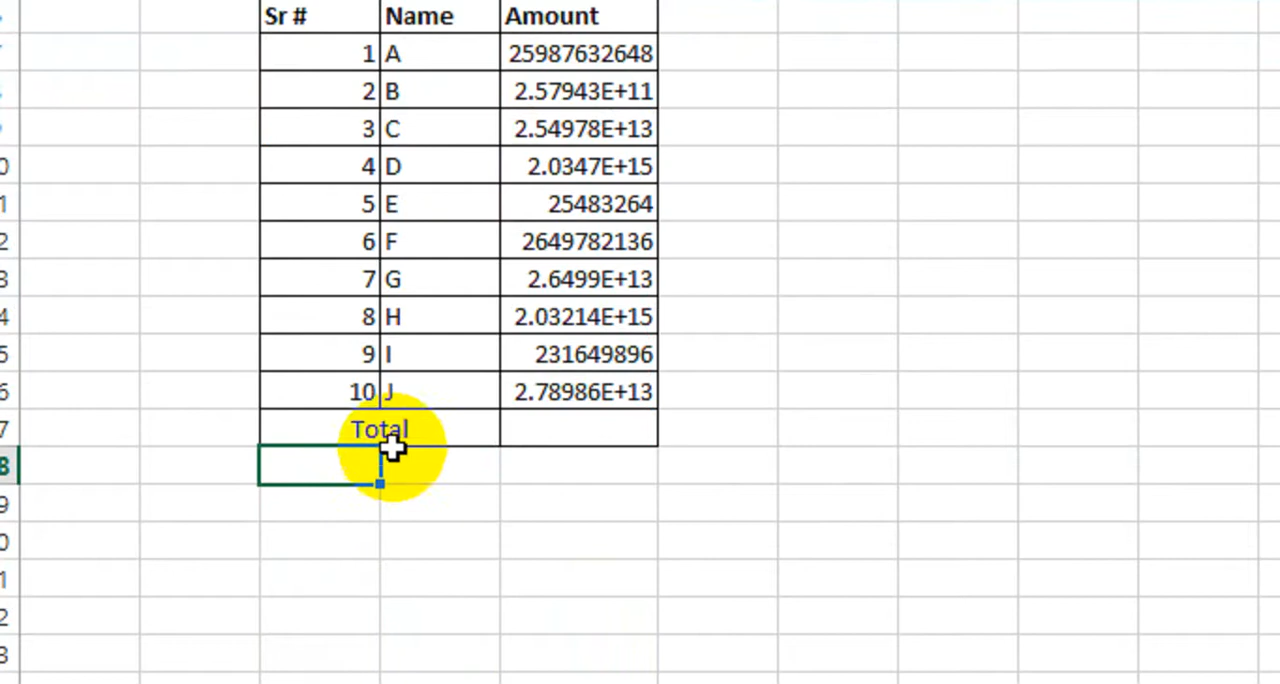 Sr # Name Amount
1 A 25987632648
2 B 2.57943E+11
3 C 2.54978E+13
4 D 2.0347E+15
5 E 25483264
6 F 2649782136
7 G 2.6499E+13
8 H 2.03214E+15
9 I 231649896
10 J 2.78986E+13
Total